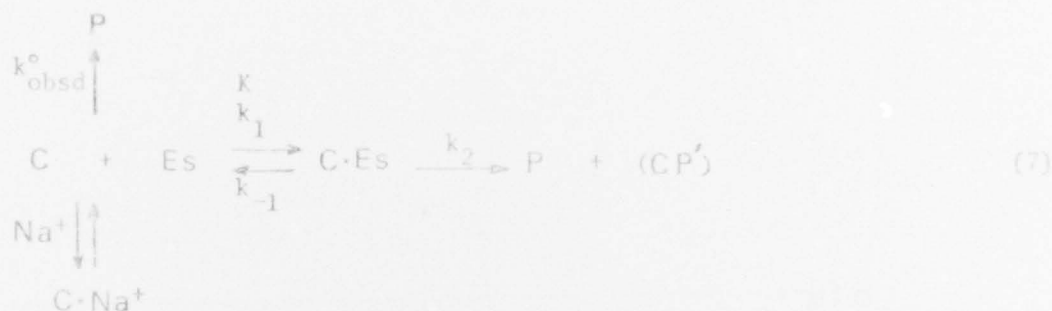 P
k°obsd
K
k1
C + Es C·Es k2 P + (CP′) (7)
k-1
Na+
C·Na+